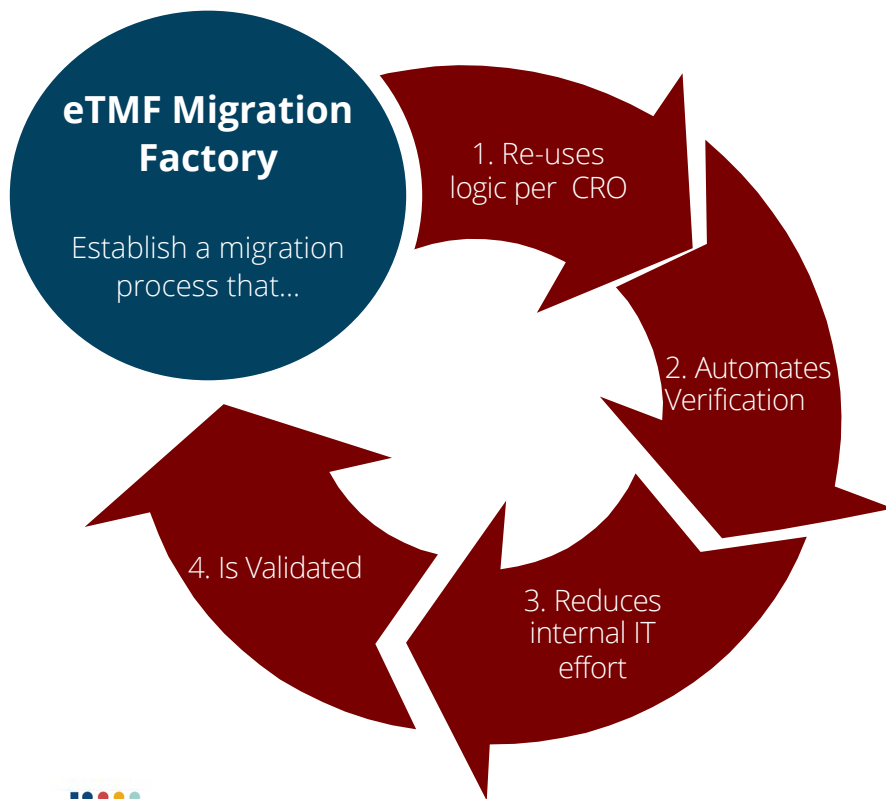 eTMF Migration
Factory
Establish a migration
process that...
1. Re-uses
logic per CRO
2. Automates
Verification
3. Reduces
internal IT
effort
4. Is Validated